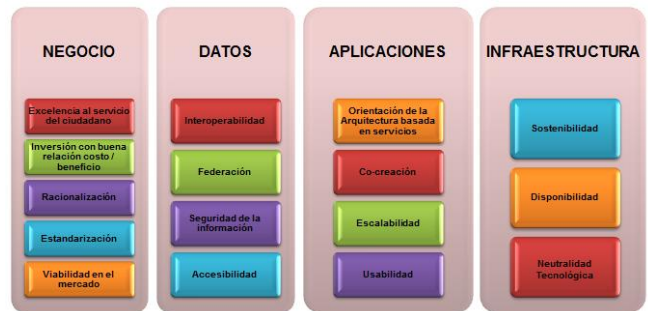 NEGOCIO
Excelencia al servicio
del ciudadano
Inversión con buena
relación costo /
beneficio
Racionalización
Estandarización
Viabilidad en el
mercado
DATOS
Interoperabilidad
Federación
Seguridad de la
información
Accesibilidad
APLICACIONES
Orientación de la
Arquitectura basada
en servicios
Co-creación
Escalabilidad
Usabilidad
INFRAESTRUCTURA
Sostenibilidad
Disponibilidad
Neutralidad
Tecnológica